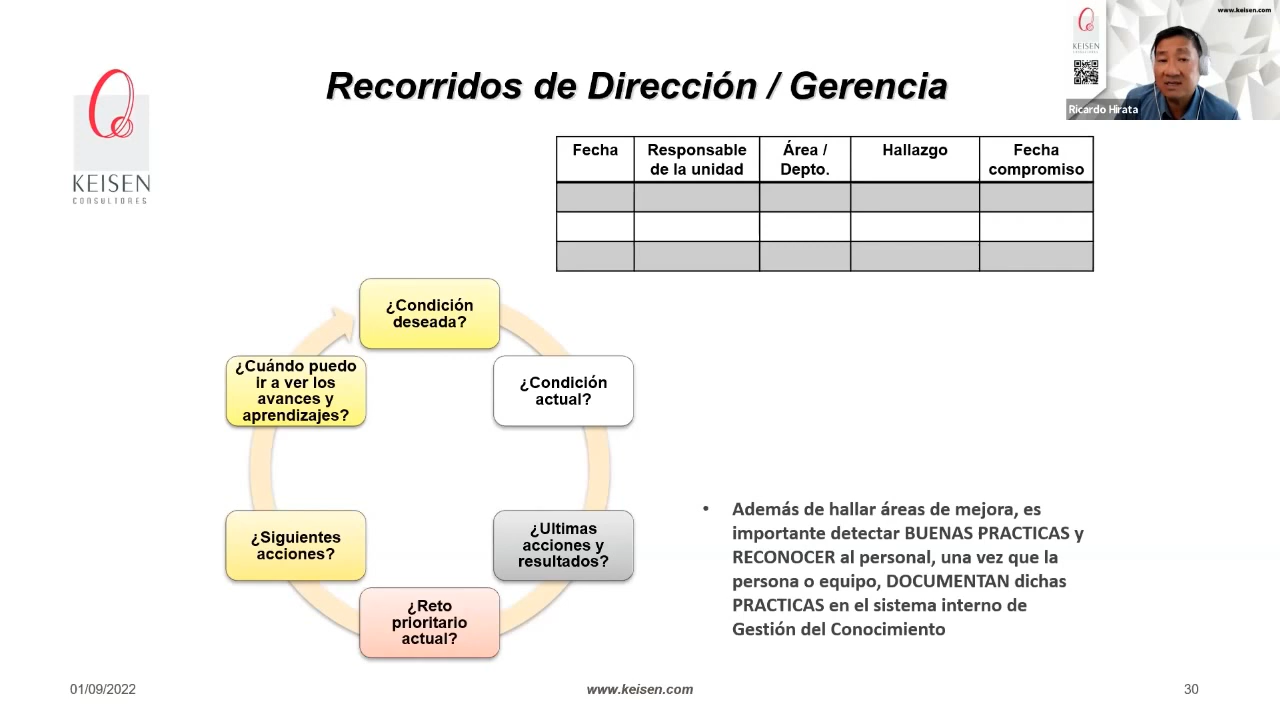 www.keisen.com
KEISEN
CONSULTORES
Ricardo Hirata
Recorridos de Dirección / Gerencia
KEISEN
CONSULTORES
Fecha
Responsable
de la unidad
Área /
Depto.
Hallazgo
Fecha
compromiso
¿Condición
deseada?
¿Condición
actual?
¿Ultimas
acciones y
resultados?
¿Reto
prioritario
actual?
¿Siguientes
acciones?
¿Cuándo puedo
ir a ver los
avances y
aprendizajes?
• Además de hallar áreas de mejora, es
importante detectar BUENAS PRACTICAS y
RECONOCER al personal, una vez que la
persona o equipo, DOCUMENTAN dichas
PRACTICAS en el sistema interno de
Gestión del Conocimiento
01/09/2022
www.keisen.com
30